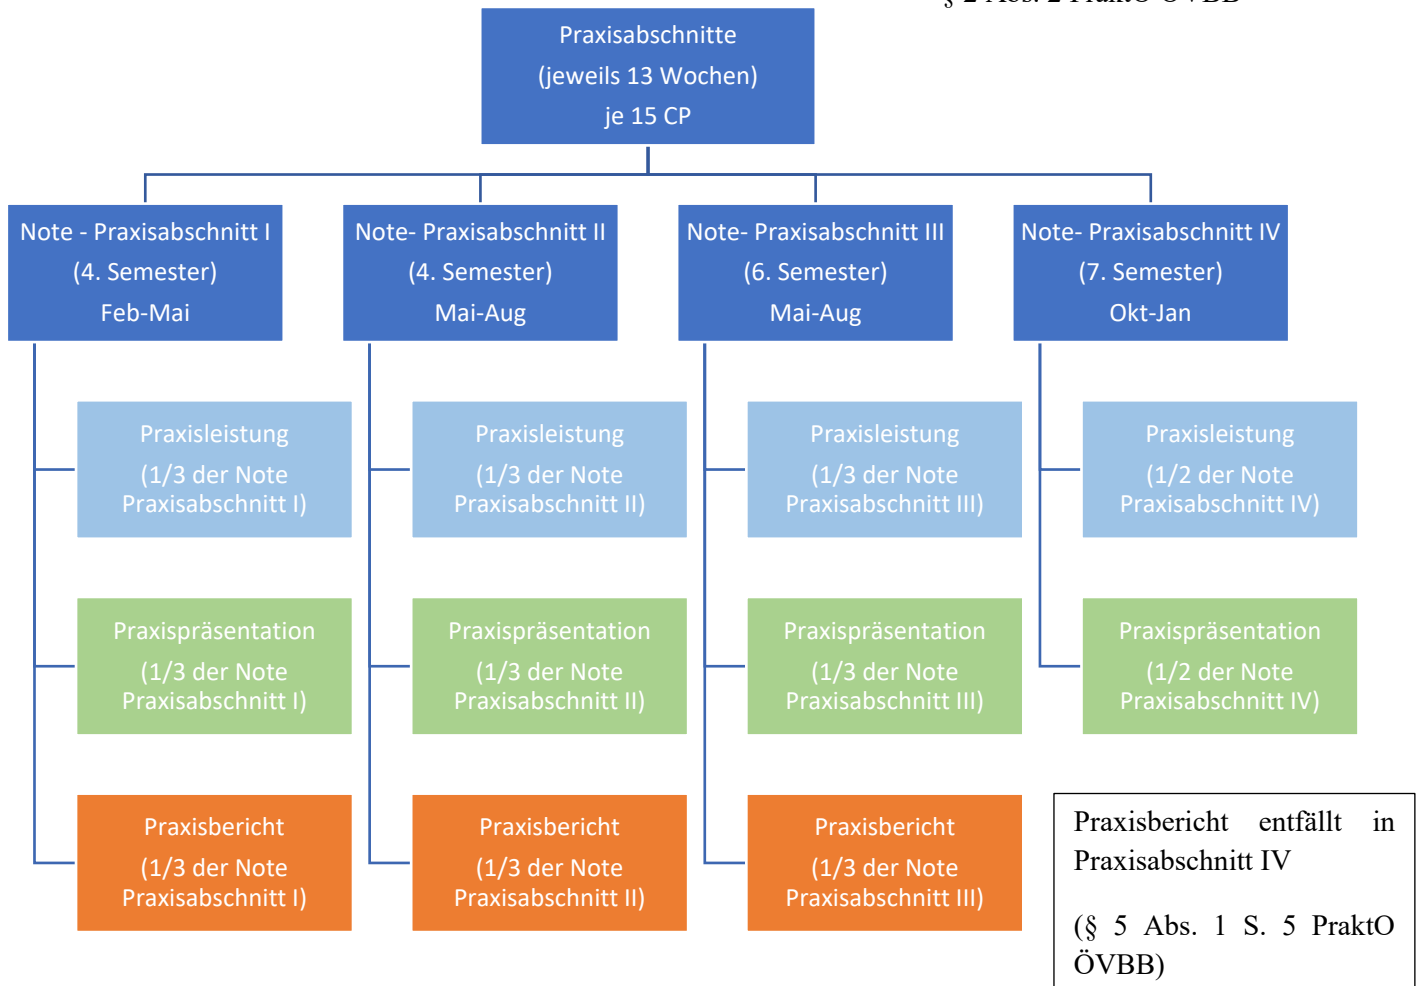 § 2 Abs. 2 PraktO ÖVBB
Praxisabschnitte
(jeweils 13 Wochen)
je 15 CP
Note - Praxisabschnitt I
(4. Semester)
Feb-Mai
Note- Praxisabschnitt II
(4. Semester)
Mai-Aug
Note- Praxisabschnitt III
(6. Semester)
Mai-Aug
Note- Praxisabschnitt IV
(7. Semester)
Okt-Jan
Praxisleistung
(1/3 der Note
Praxisabschnitt I)
Praxisleistung
(1/3 der Note
Praxisabschnitt II)
Praxisleistung
(1/3 der Note
Praxisabschnitt III)
Praxisleistung
(1/2 der Note
Praxisabschnitt IV)
Praxispräsentation
(1/3 der Note
Praxisabschnitt I)
Praxispräsentation
(1/3 der Note
Praxisabschnitt II)
Praxispräsentation
(1/3 der Note
Praxisabschnitt III)
Praxispräsentation
(1/2 der Note
Praxisabschnitt IV)
Praxisbericht
(1/3 der Note
Praxisabschnitt I)
Praxisbericht
(1/3 der Note
Praxisabschnitt II)
Praxisbericht
(1/3 der Note
Praxisabschnitt III)
Praxisbericht entfällt in
Praxisabschnitt IV
(§ 5 Abs. 1 S. 5 PraktO
ÖVBB)